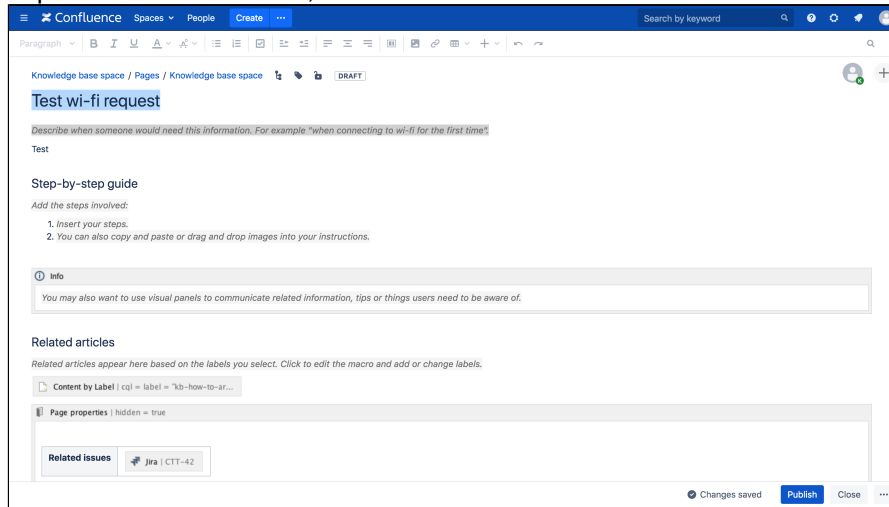 Confluence Spaces People Create ··· Search by keyword
Paragraph B I U A
Knowledge base space / Pages / Knowledge base space DRAFT
Test wi-fi request
Describe when someone would need this information. For example "when connecting to wi-fi for the first time".
Test
Step-by-step guide
Add the steps involved:
1. Insert your steps.
2. You can also copy and paste or drag and drop images into your instructions.
Info
You may also want to use visual panels to communicate related information, tips or things users need to be aware of.
Related articles
Related articles appear here based on the labels you select. Click to edit the macro and add or change labels.
Content by Label | cql = label = "kb-how-to-ar...
Page properties | hidden = true
Related issues Jira | CTT-42
Changes saved Publish Close ···